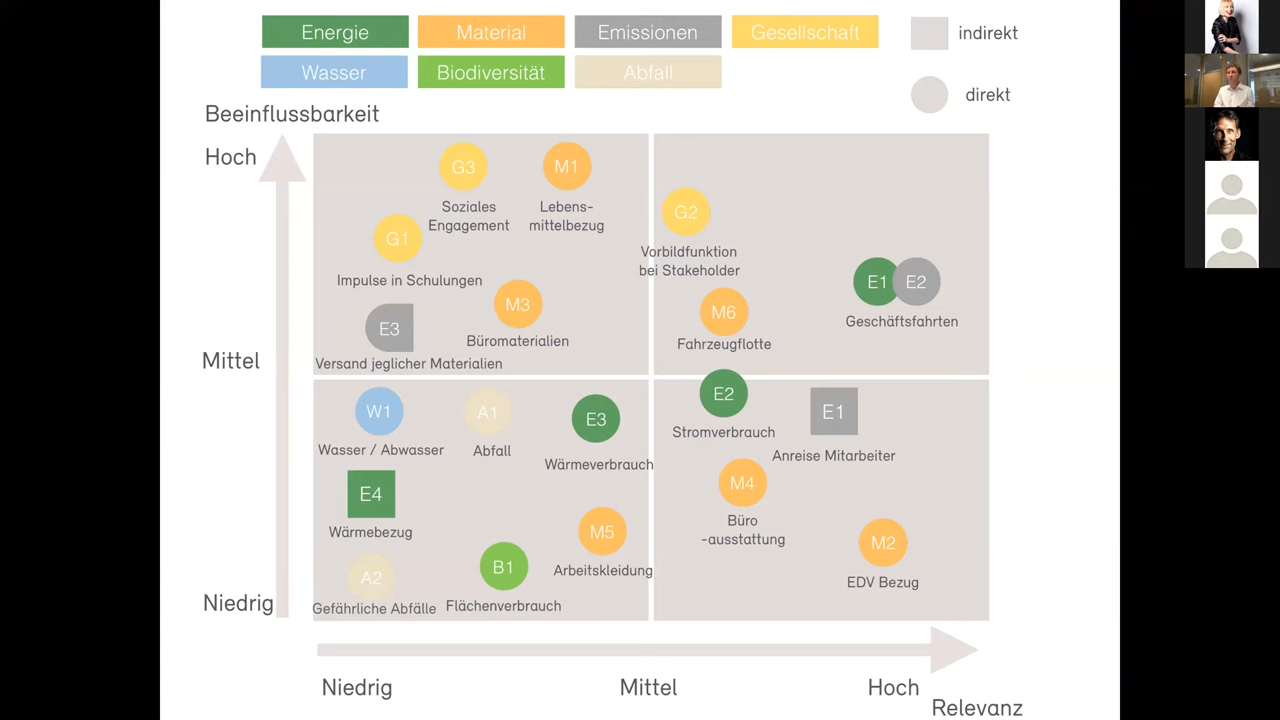 Energie
Material
Emissionen
Gesellschaft
indirekt
Wasser
Biodiversität
Abfall
direkt
Beeinflussbarkeit
Hoch
G3
M1
Soziales
Engagement
Lebens-
mittelbezug
G2
G1
Vorbildfunktion
bei Stakeholder
Impulse in Schulungen
E1
E2
M3
M6
Geschäftsfahrten
E3
Büromaterialien
Fahrzeugflotte
Mittel
Versand jeglicher Materialien
W1
A1
E3
E2
E1
Wasser / Abwasser
Abfall
Wärmeverbrauch
Stromverbrauch
Anreise Mitarbeiter
E4
M4
Wärmebezug
Büro
-ausstattung
M5
M2
Arbeitskleidung
EDV Bezug
A2
B1
Niedrig
Gefährliche Abfälle
Flächenverbrauch
Niedrig
Mittel
Hoch
Relevanz